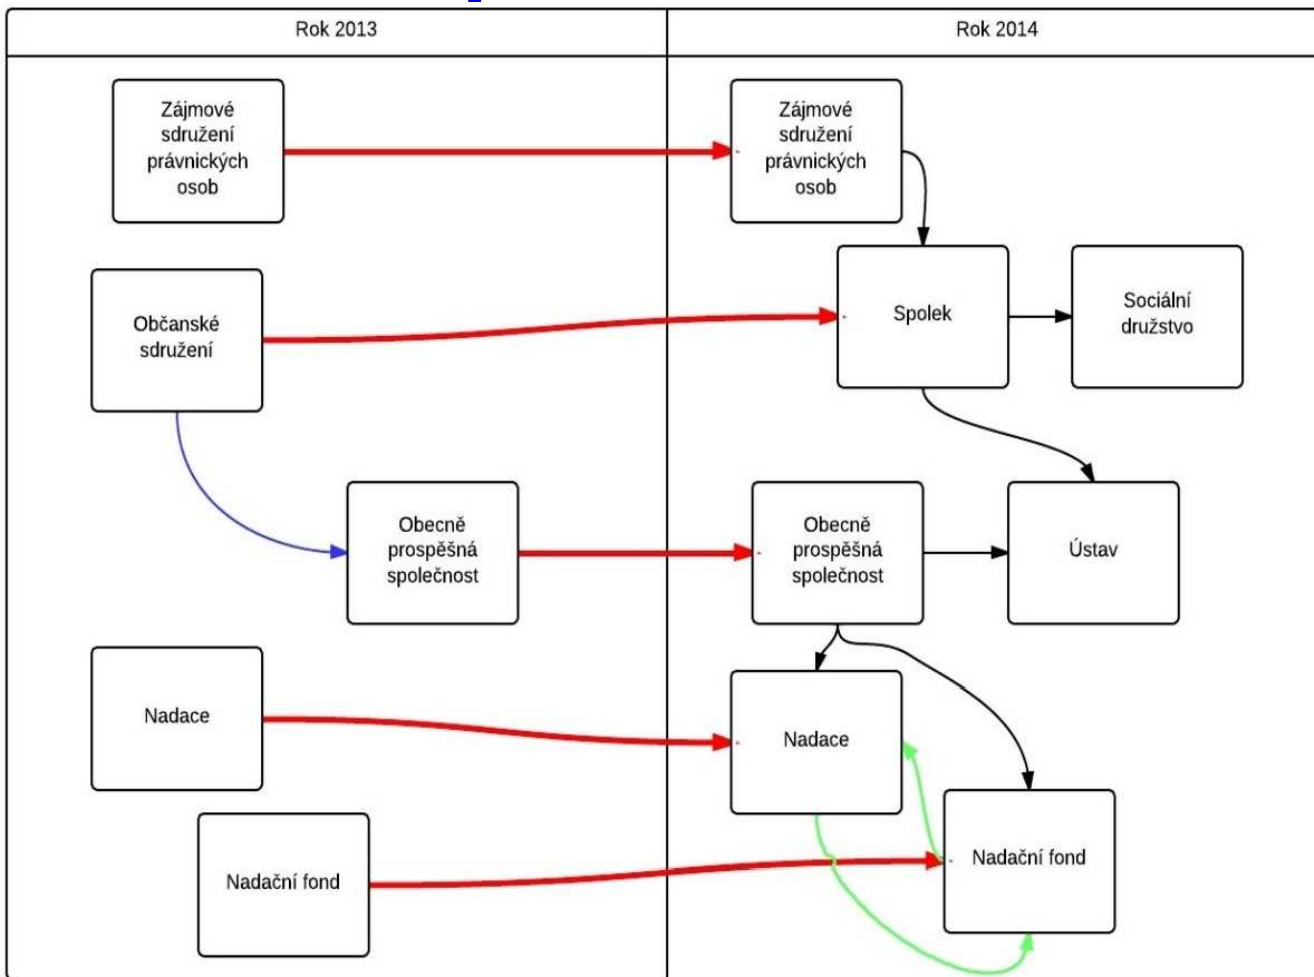 Rok 2013
Rok 2014
Zájmové
sdružení
právnických
osob
Zájmové
sdružení
právnických
osob
Občanské
sdružení
Spolek
Sociální
družstvo
Obecně
prospěšná
společnost
Obecně
prospěšná
společnost
Ústav
Nadace
Nadace
Nadační fond
Nadační fond